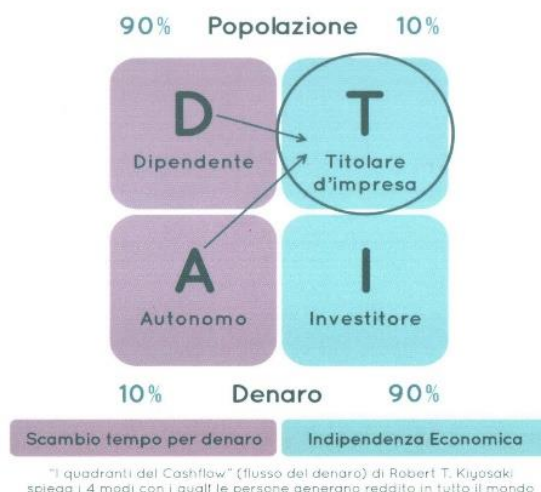 90% Popolazione 10%
D
Dipendente
T
Titolare
d'impresa
A
Autonomo
I
Investitore
10% Denaro 90%
Scambio tempo per denaro
Indipendenza Economica
"I quadranti del Cashflow" (flusso del denaro) di Robert T. Kiyosaki
spiega i 4 modi con i quali le persone generano reddito in tutto il mondo